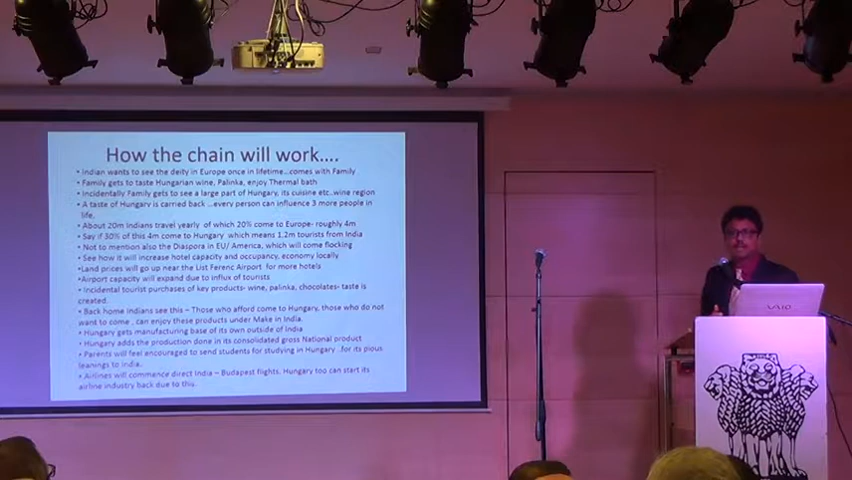 How the chain will work....
• Indian wants to see the deity in Europe once in lifetime...comes with Family
• Family gets to taste Hungarian wine, Palinka, enjoy Thermal bath
• Incidentally Family gets to see a large part of Hungary, its cuisine etc..wine region
• A taste of Hungary is carried back ...every person can influence 3 more people in
life.
• About 20m Indians travel yearly of which 20% come to Europe- roughly 4m
• Say if 30% of this 4m come to Hungary which means 1.2m tourists from India
• Not to mention also the Diaspora in EU/ America, which will come flocking
• See how it will increase hotel capacity and occupancy, economy locally
•Land prices will go up near the List Ferenc Airport for more hotels
•Airport capacity will expand due to influx of tourists
• Incidental tourist purchases of key products- wine, palinka, chocolates- taste is
created.
• Back home Indians see this – Those who afford come to Hungary, those who do not
want to come , can enjoy these products under Make in India.
• Hungary gets manufacturing base of its own outside of India
• Hungary adds the production done in its consolidated gross National product
• Parents will feel encouraged to send students for studying in Hungary ..for its pious
leanings to India.
• Airlines will commence direct India – Budapest flights. Hungary too can start its
airline industry back due to this.
VAIO